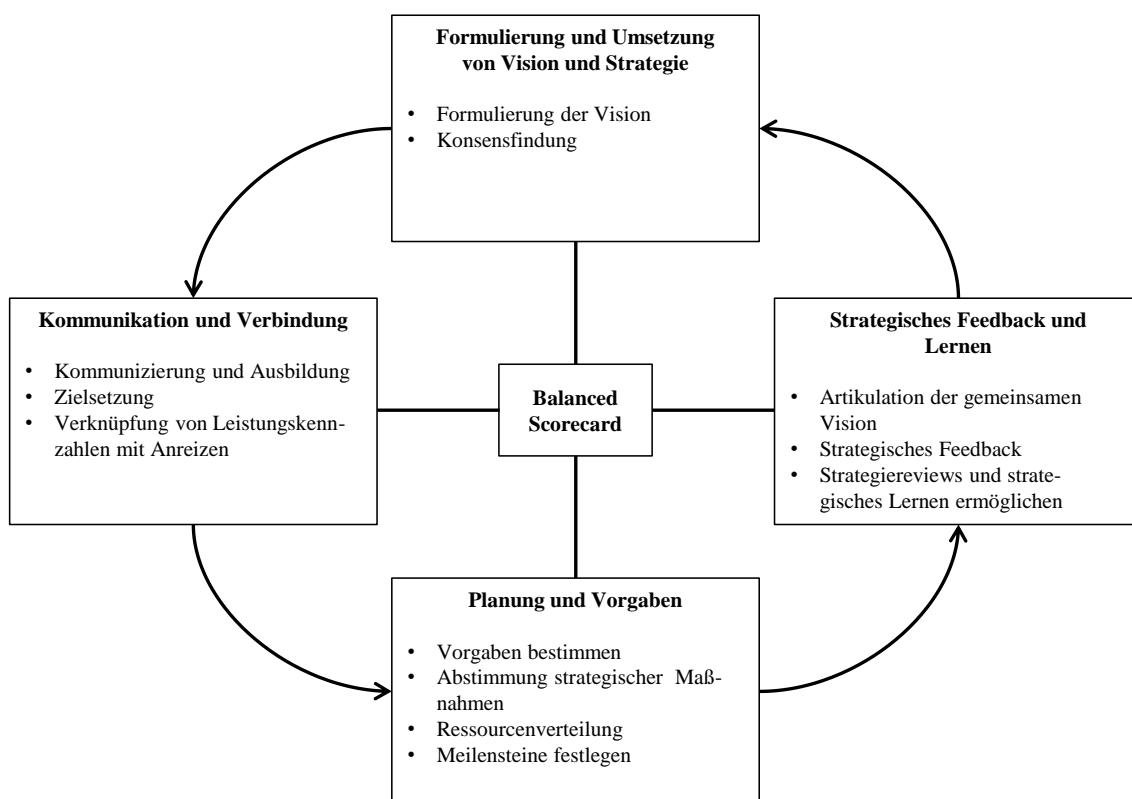 Formulierung und Umsetzung
von Vision und Strategie
• Formulierung der Vision
• Konsensfindung
Kommunikation und Verbindung
• Kommunizierung und Ausbildung
• Zielsetzung
• Verknüpfung von Leistungskenn-
zahlen mit Anreizen
Balanced
Scorecard
Strategisches Feedback und
Lernen
• Artikulation der gemeinsamen
Vision
• Strategisches Feedback
• Strategiereviews und strate-
gisches Lernen ermöglichen
Planung und Vorgaben
• Vorgaben bestimmen
• Abstimmung strategischer Maß-
nahmen
• Ressourcenverteilung
• Meilensteine festlegen